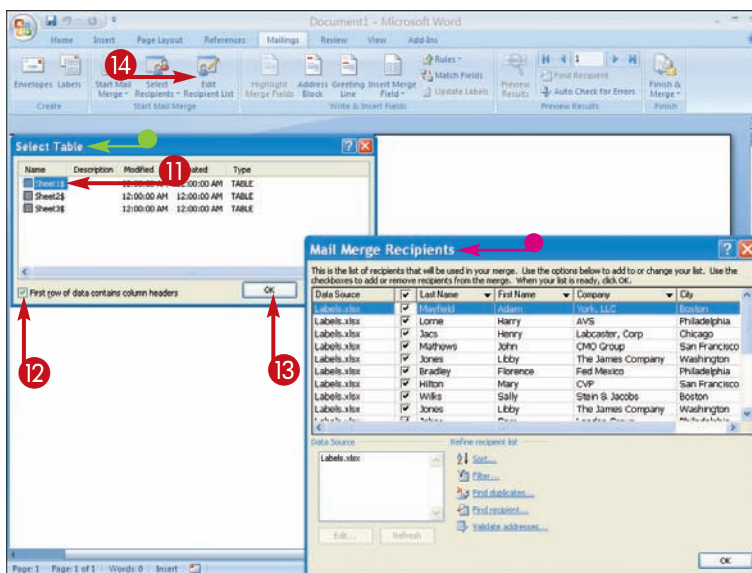 Document1 - Microsoft Word
Home Insert Page Layout References Mailings Review View Add-Ins
14
Envelopes Labels
Start Mail Merge Select Recipients Edit Recipient List
Highlight Merge Fields Address Block Greeting Line Insert Merge Field
Rules
Match Fields
Update Labels
Preview Results
1
Find Recipient
Auto Check for Errors
Finish & Merge
Create Start Mail Merge Write & Insert Fields Preview Results Finish
Select Table
Name Description Modified Created Type
11
Sheet1$ 12:00:00 AM 12:00:00 AM TABLE
Sheet2$ 12:00:00 AM 12:00:00 AM TABLE
Sheet3$ 12:00:00 AM 12:00:00 AM TABLE
First row of data contains column headers
OK
12
13
Mail Merge Recipients
This is the list of recipients that will be used in your merge. Use the options below to add to or change your list. Use the
checkboxes to add or remove recipients from the merge. When your list is ready, click OK.
Data Source Last Name First Name Company City
Labels.xlsx Mayfield Adam York, LLC Boston
Labels.xlsx Lorne Harry AVS Philadelphia
Labels.xlsx Jacs Henry Labcaster, Corp Chicago
Labels.xlsx Mathows John CMO Group San Francisco
Labels.xlsx Jones Libby The James Company Washington
Labels.xlsx Bradley Florence Fed Mexico Philadelphia
Labels.xlsx Hilton Mary CVP San Francisco
Labels.xlsx Wilks Sally Stein & Jacobs Boston
Labels.xlsx Jones Libby The James Company Washington
Data Source
Labels.xlsx
Edit... Refresh
Refine recipient list
Sort...
Filter...
Find duplicates...
Find recipient...
Validate addresses...
OK
Page: 1 Page: 1 of 1 Words: 0 Insert